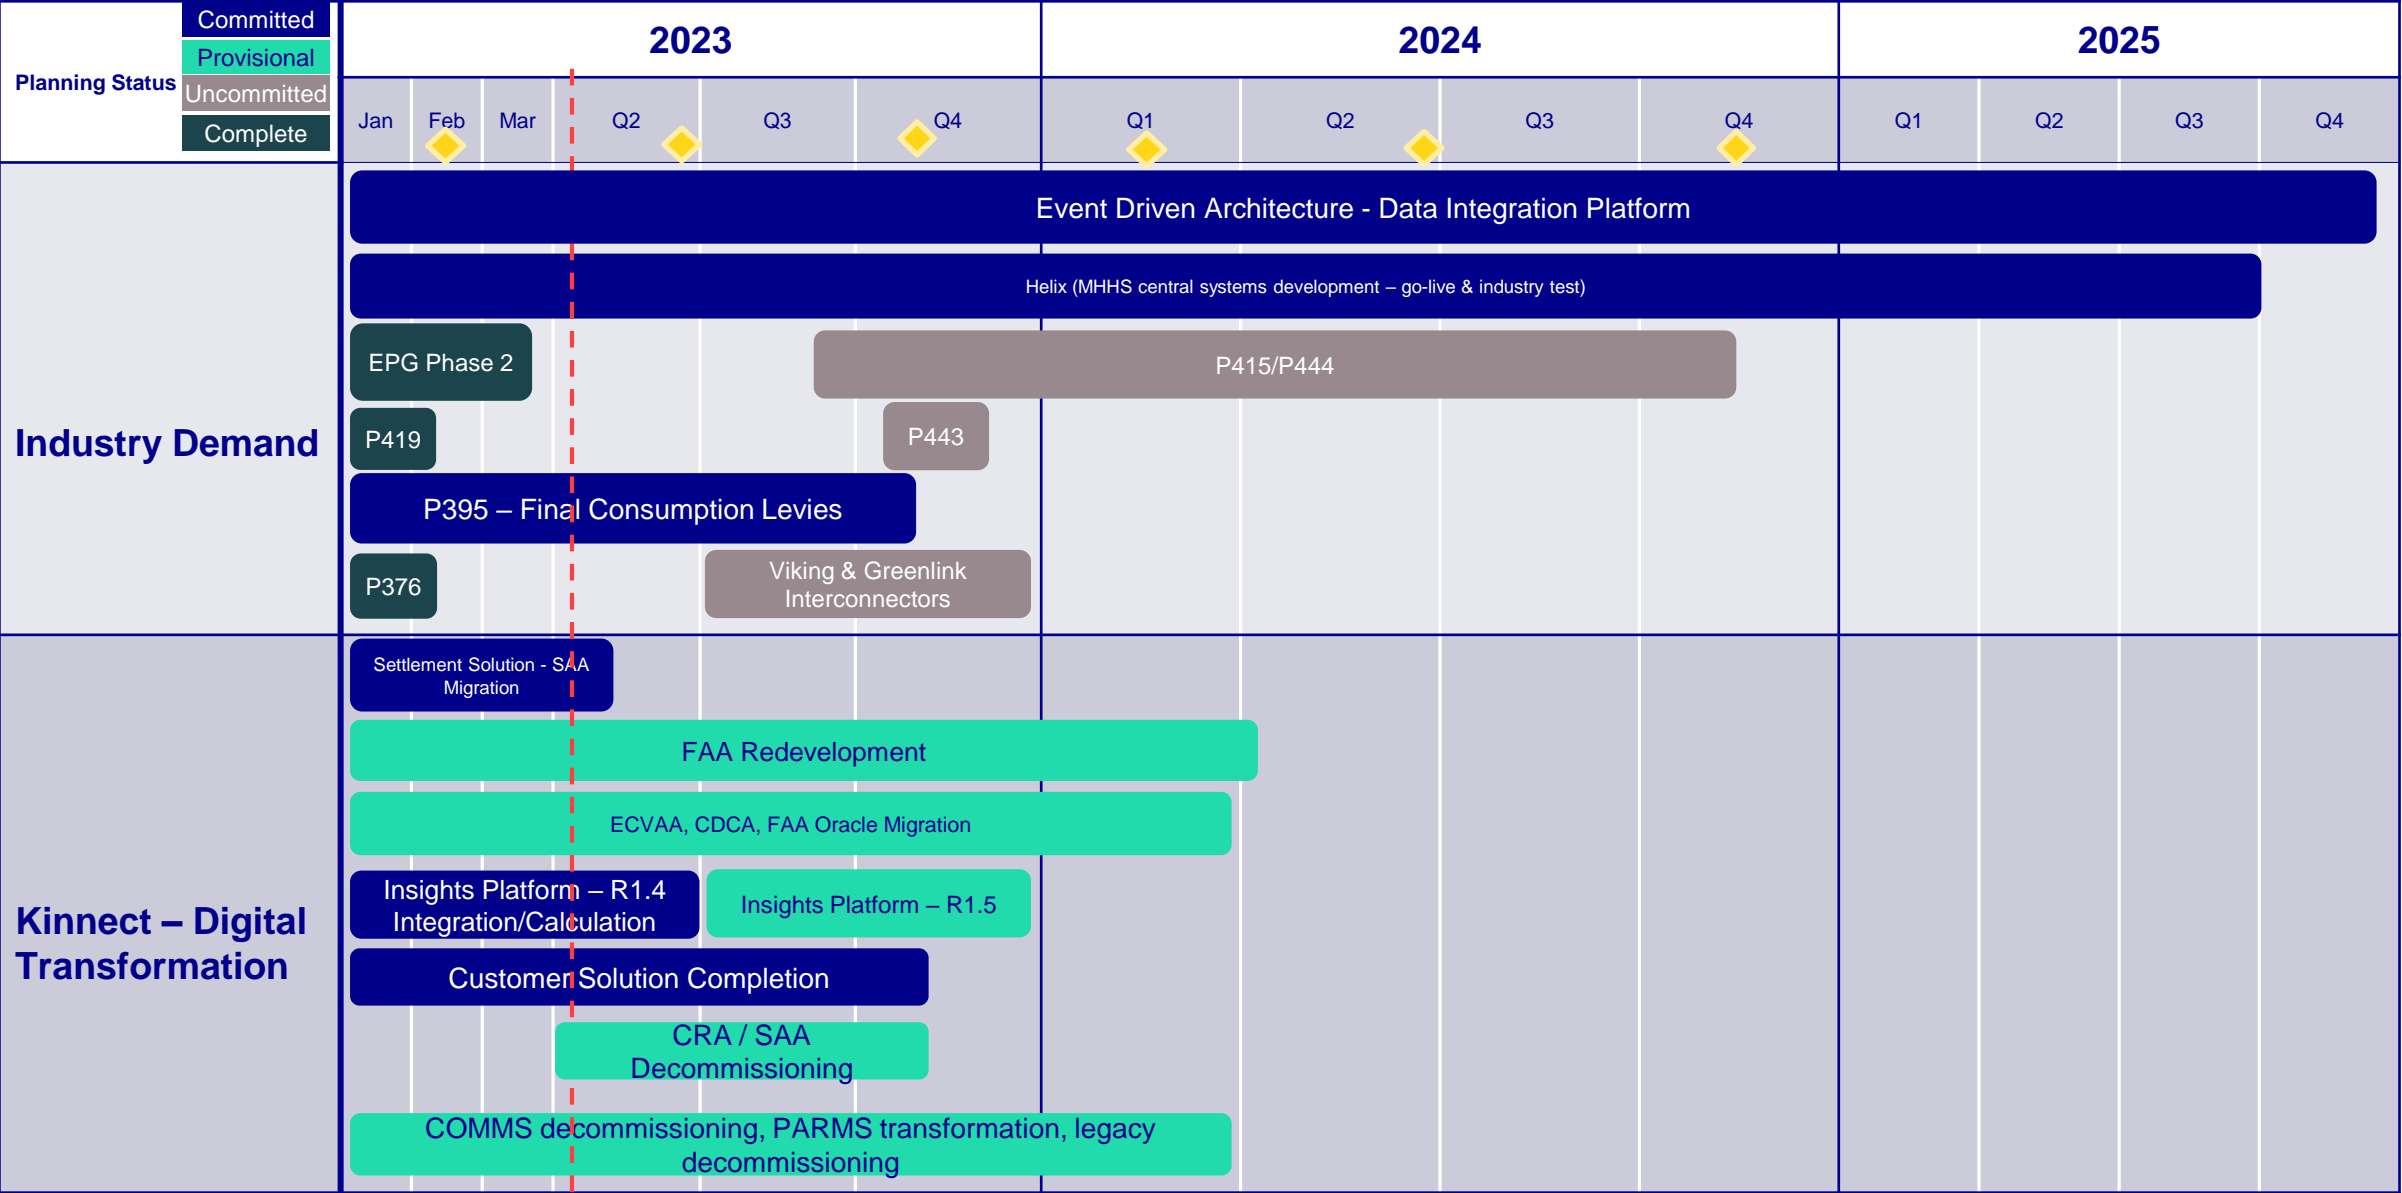 Planning Status
Committed
Provisional
Uncommitted
Complete
2023
2024
2025
Jan
Feb
Mar
Q2
Q3
Q4
Q1
Q2
Q3
Q4
Q1
Q2
Q3
Q4
Industry Demand
Event Driven Architecture - Data Integration Platform
Helix (MHHS central systems development – go-live & industry test)
EPG Phase 2
P415/P444
P419
P443
P395 – Final Consumption Levies
P376
Viking & Greenlink
Interconnectors
Kinnect – Digital
Transformation
Settlement Solution - SAA
Migration
FAA Redevelopment
ECVAA, CDCA, FAA Oracle Migration
Insights Platform – R1.4
Integration/Calculation
Insights Platform – R1.5
Customer Solution Completion
CRA / SAA
Decommissioning
COMMS decommissioning, PARMS transformation, legacy
decommissioning